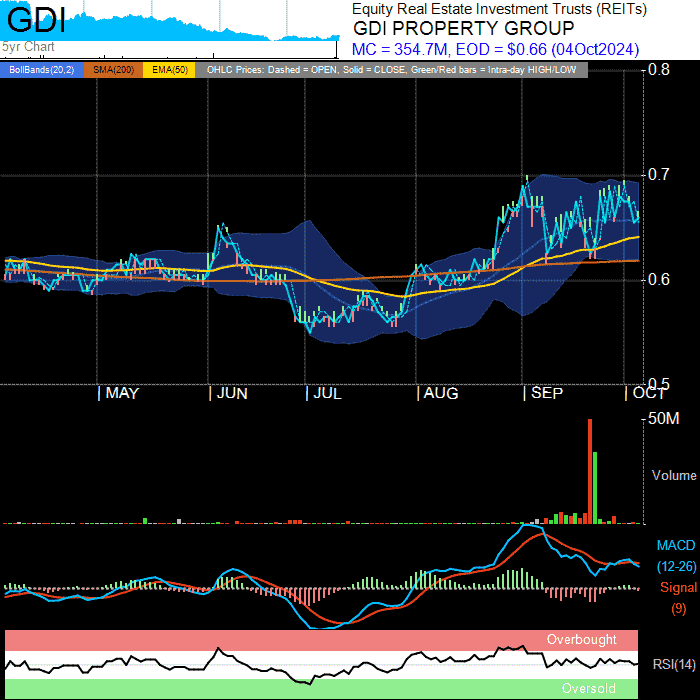 GDI
5yr Chart
Equity Real Estate Investment Trusts (REITs)
GDI PROPERTY GROUP
MC = 354.7M, EOD = $0.66 (04Oct2024)
BollBands(20,2) SMA(200) EMA(50) OHLC Prices: Dashed = OPEN, Solid = CLOSE, Green/Red bars = Intra-day HIGH/LOW
0.8
0.7
0.6
0.5
| MAY | JUN | JUL | AUG | SEP | OCT
50M
Volume
MACD
(12-26)
Signal
(9)
Overbought
RSI(14)
Oversold